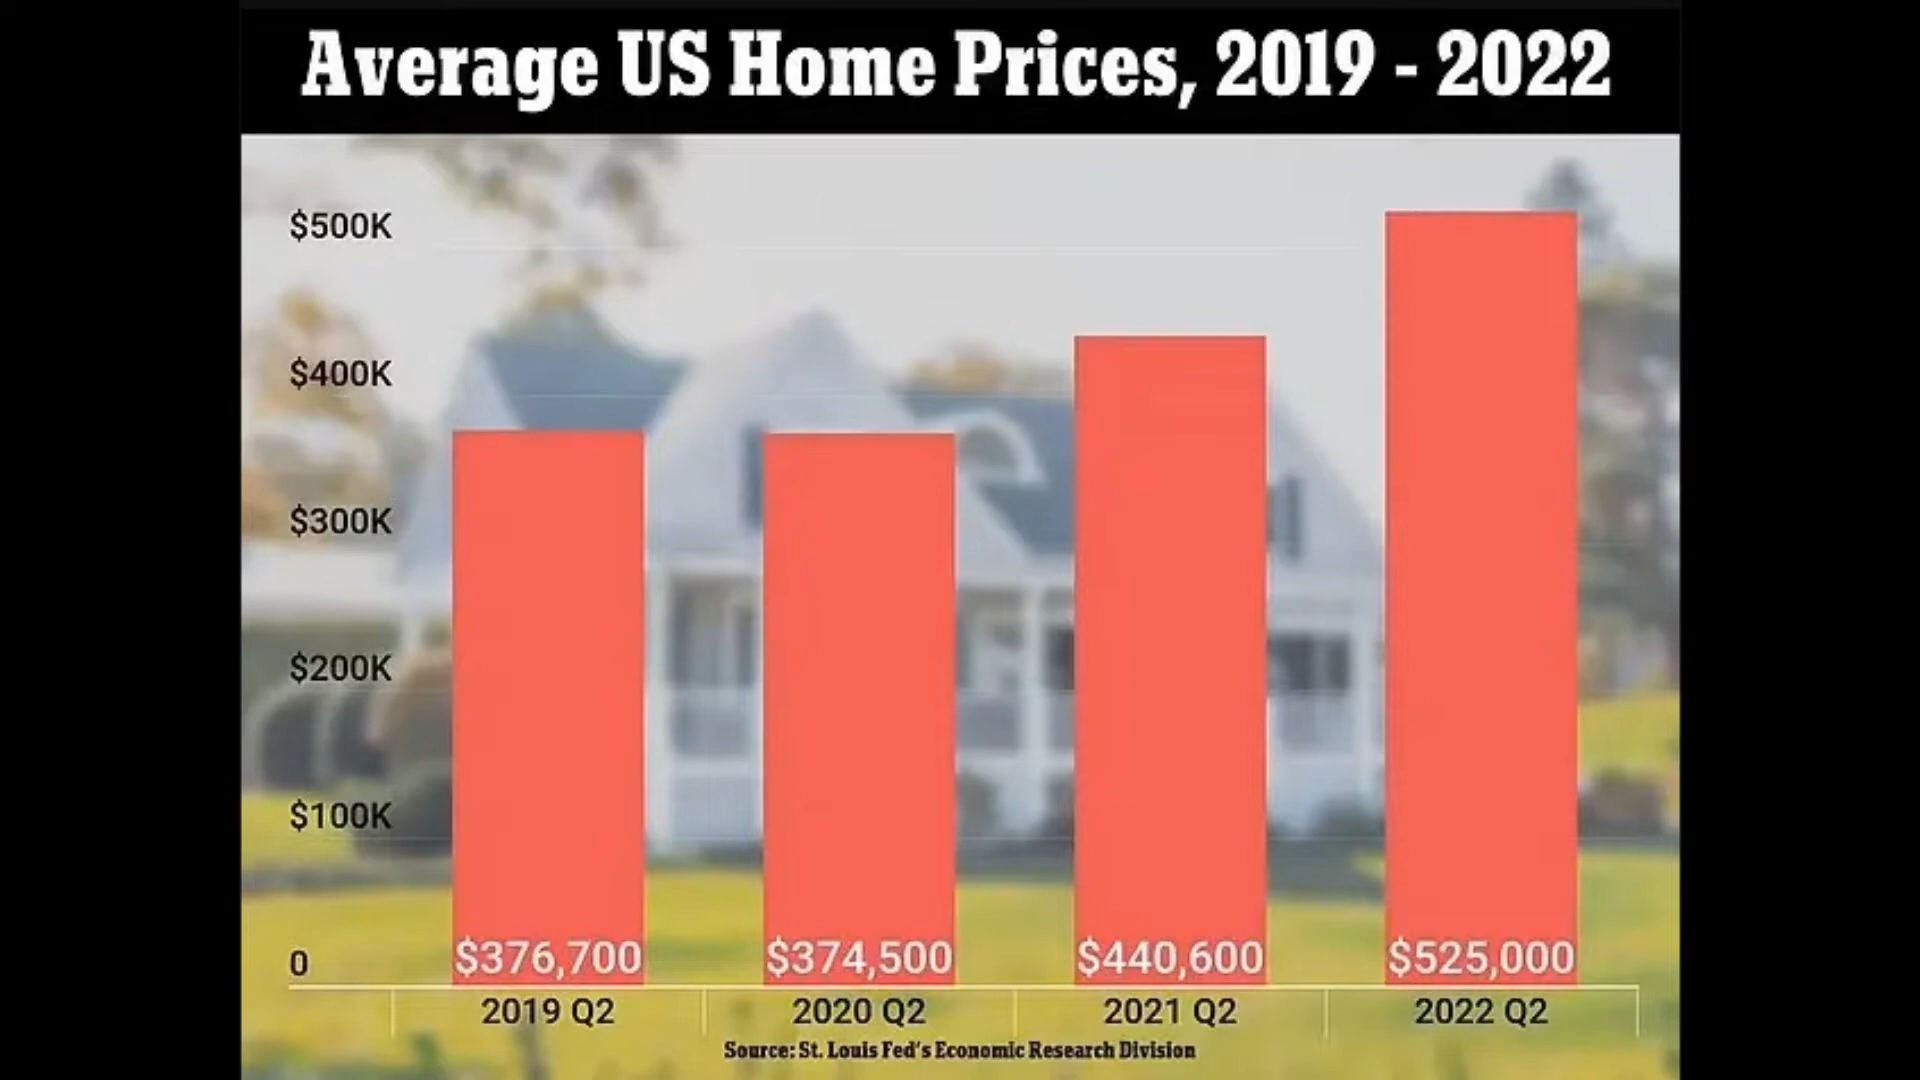 Average US Home Prices, 2019 - 2022
$500K
$400K
$300K
$200K
$100K
0
$376,700 $374,500 $440,600 $525,000
2019 Q2 2020 Q2 2021 Q2 2022 Q2
Source: St. Louis Fed's Economic Research Division